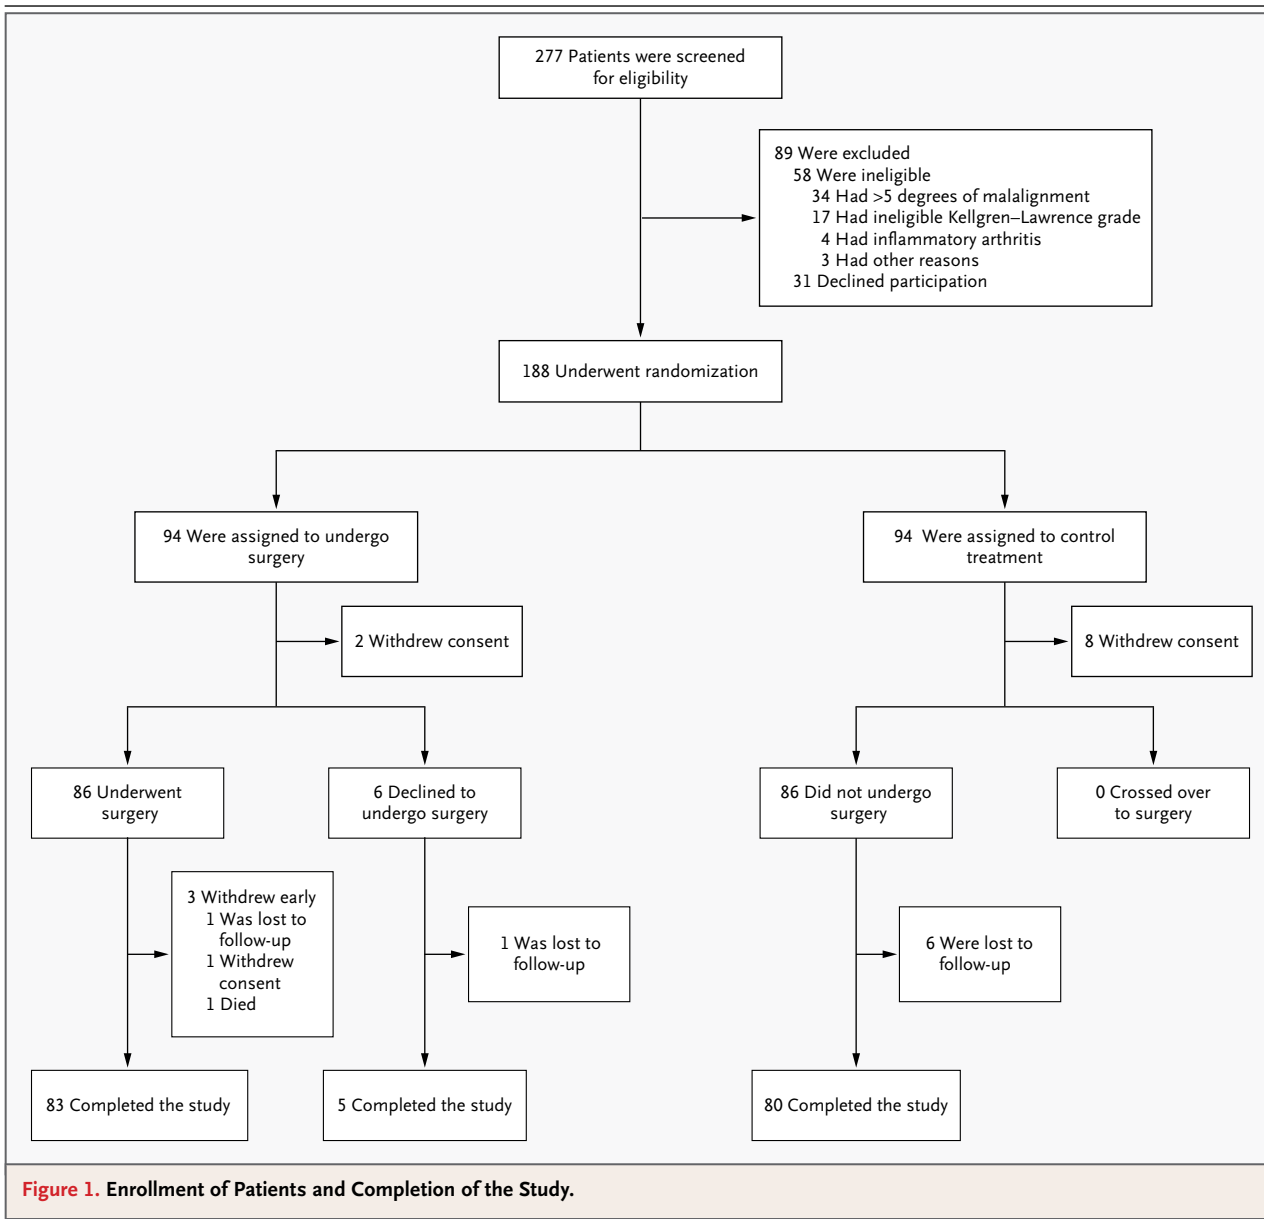 277 Patients were screened
for eligibility
89 Were excluded
58 Were ineligible
34 Had >5 degrees of malalignment
17 Had ineligible Kellgren–Lawrence grade
4 Had inflammatory arthritis
3 Had other reasons
31 Declined participation
188 Underwent randomization
94 Were assigned to undergo
surgery
94 Were assigned to control
treatment
2 Withdrew consent
8 Withdrew consent
86 Underwent
surgery
6 Declined to
undergo surgery
86 Did not undergo
surgery
0 Crossed over
to surgery
3 Withdrew early
1 Was lost to
follow-up
1 Withdrew
consent
1 Died
1 Was lost to
follow-up
6 Were lost to
follow-up
83 Completed the study
5 Completed the study
80 Completed the study
Figure 1. Enrollment of Patients and Completion of the Study.